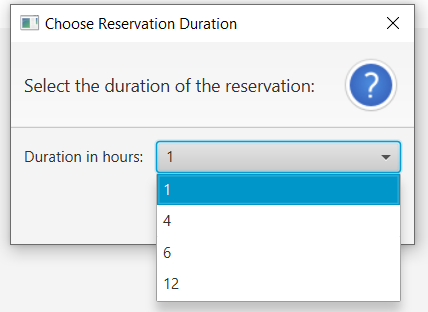 Choose Reservation Duration
Select the duration of the reservation:
?
Duration in hours: 1
1
4
6
12